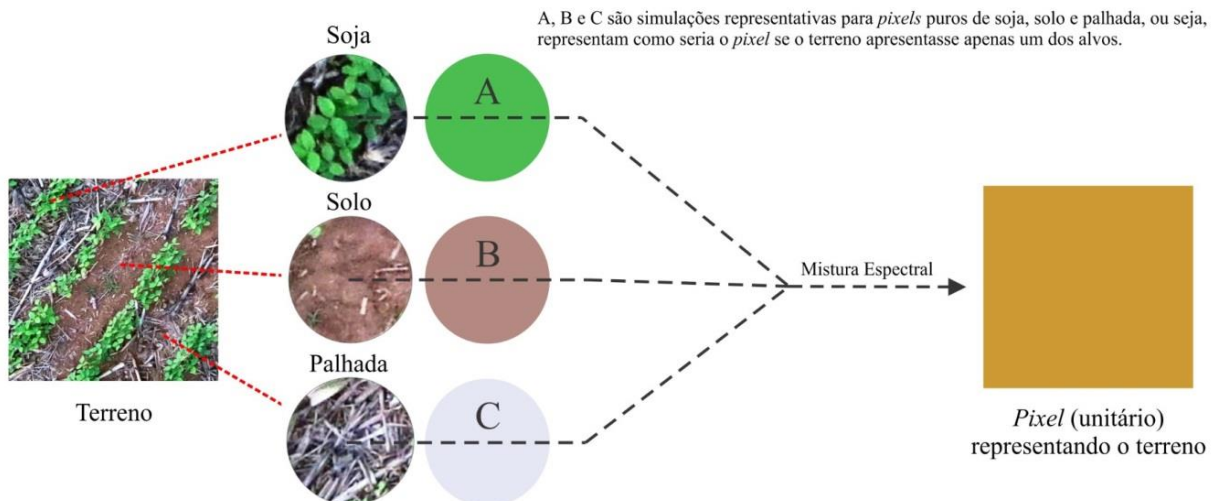 A, B e C são simulações representativas para pixels puros de soja, solo e palhada, ou seja,
representam como seria o pixel se o terreno apresentasse apenas um dos alvos.
Soja
A
Solo
B
Palhada
C
Terreno
Mistura Espectral
Pixel (unitário)
representando o terreno